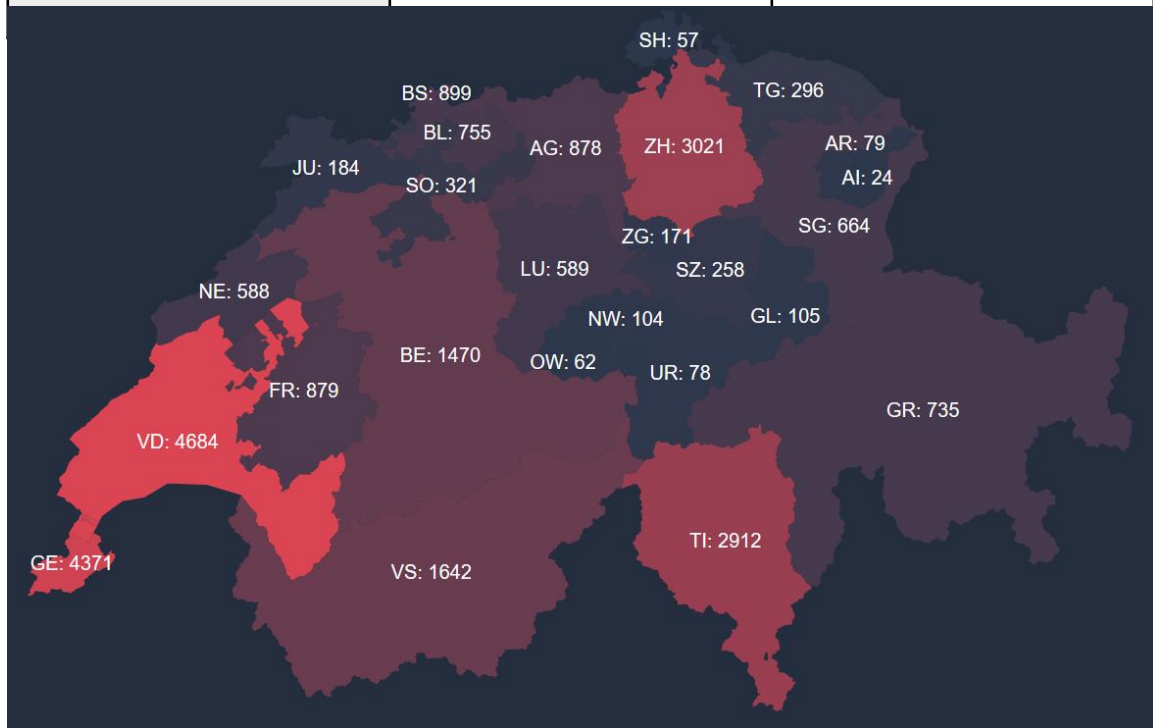 SH: 57
TG: 296
BS: 899
BL: 755
AG: 878
ZH: 3021
AR: 79
JU: 184
SO: 321
AI: 24
SG: 664
ZG: 171
LU: 589
SZ: 258
NE: 588
NW: 104
GL: 105
BE: 1470
OW: 62
UR: 78
FR: 879
GR: 735
VD: 4684
TI: 2912
GE: 4371
VS: 1642